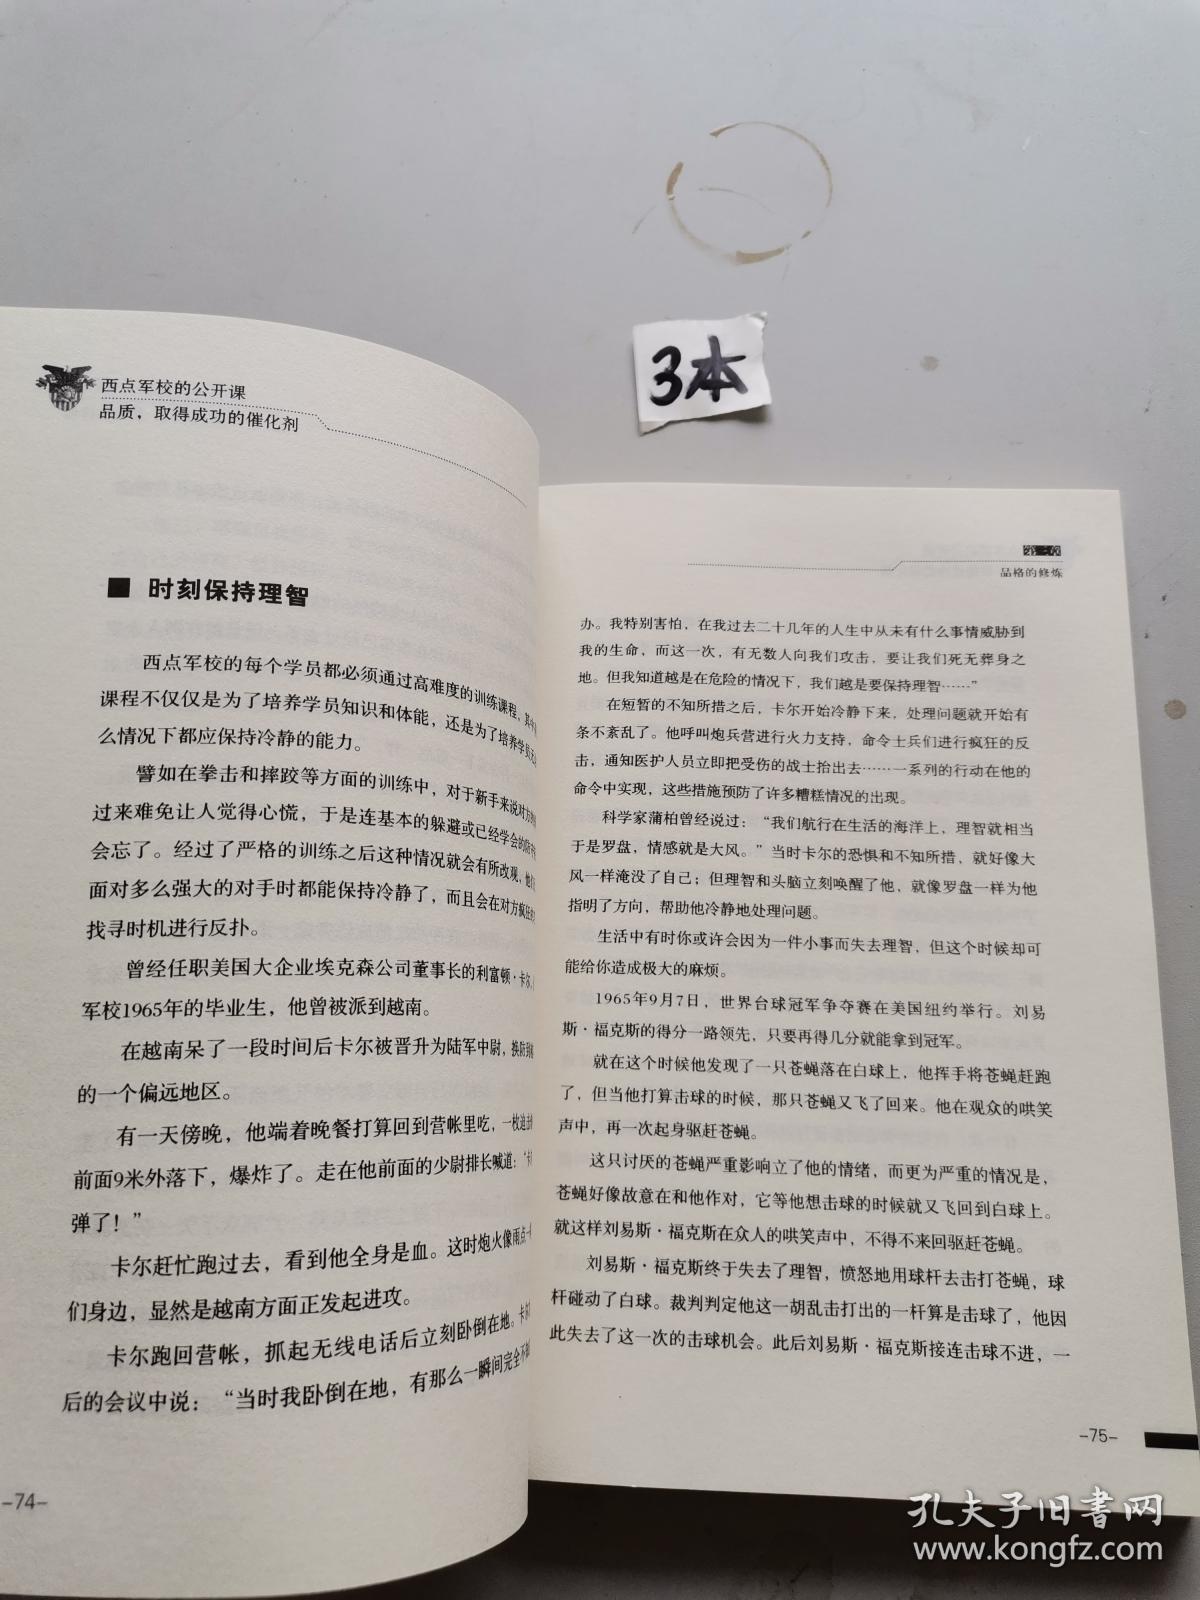 3本
西点军校的公开课
品质，取得成功的催化剂
■ 时刻保持理智
西点军校的每个学员都必须通过高难度的训练课程，其中
课程不仅仅是为了培养学员知识和体能，还是为了培养学员无
么情况下都应保持冷静的能力。
譬如在拳击和摔跤等方面的训练中，对于新手来说对方
过来难免让人觉得心慌，于是连基本的躲避或已经学会的防
会忘了。经过了严格的训练之后这种情况就会有所改观，他们
面对多么强大的对手时都能保持冷静了，而且会在对方疯狂
找寻时机进行反扑。
曾经任职美国大企业埃克森公司董事长的利富顿·卡尔，
军校1965年的毕业生，他曾被派到越南。
在越南呆了一段时间后卡尔被晋升为陆军中尉，换防到
的一个偏远地区。
有一天傍晚，他端着晚餐打算回到营帐里吃，一枚迫击
前面9米外落下，爆炸了。走在他前面的少尉排长喊道：“卡
弹了！”
卡尔赶忙跑过去，看到他全身是血。这时炮火像雨点一
们身边，显然是越南方面正发起进攻。
卡尔跑回营帐，抓起无线电话后立刻卧倒在地。卡尔
后的会议中说：“当时我卧倒在地，有那么一瞬间完全不知
-74-
品格的修炼
办。我特别害怕，在我过去二十几年的人生中从未有什么事情威胁到
我的生命，而这一次，有无数人向我们攻击，要让我们死无葬身之
地。但我知道越是在危险的情况下，我们越是要保持理智……”
在短暂的不知所措之后，卡尔开始冷静下来，处理问题就开始有
条不紊乱了。他呼叫炮兵营进行火力支持，命令士兵们进行疯狂的反
击，通知医护人员立即把受伤的战士抬出去……一系列的行动在他的
命令中实现，这些措施预防了许多糟糕情况的出现。
科学家蒲柏曾经说过：“我们航行在生活的海洋上，理智就相当
于是罗盘，情感就是大风。”当时卡尔的恐惧和不知所措，就好像大
风一样淹没了自己；但理智和头脑立刻唤醒了他，就像罗盘一样为他
指明了方向，帮助他冷静地处理问题。
生活中有时你或许会因为一件小事而失去理智，但这个时候却可
能给你造成极大的麻烦。
1965年9月7日，世界台球冠军争夺赛在美国纽约举行。刘易
斯·福克斯的得分一路领先，只要再得几分就能拿到冠军。
就在这个时候他发现了一只苍蝇落在白球上，他挥手将苍蝇赶跑
了，但当他打算击球的时候，那只苍蝇又飞了回来。他在观众的哄笑
声中，再一次起身驱赶苍蝇。
这只讨厌的苍蝇严重影响立了他的情绪，而更为严重的情况是，
苍蝇好像故意在和他作对，它等他想击球的时候就又飞回到白球上。
就这样刘易斯·福克斯在众人的哄笑声中，不得不来回驱赶苍蝇。
刘易斯·福克斯终于失去了理智，愤怒地用球杆去击打苍蝇，球
杆碰动了白球。裁判判定他这一胡乱击打出的一杆算是击球了，他因
此失去了这一次的击球机会。此后刘易斯·福克斯接连击球不进，一
-75-
孔夫子旧書网
www.kongfz.com